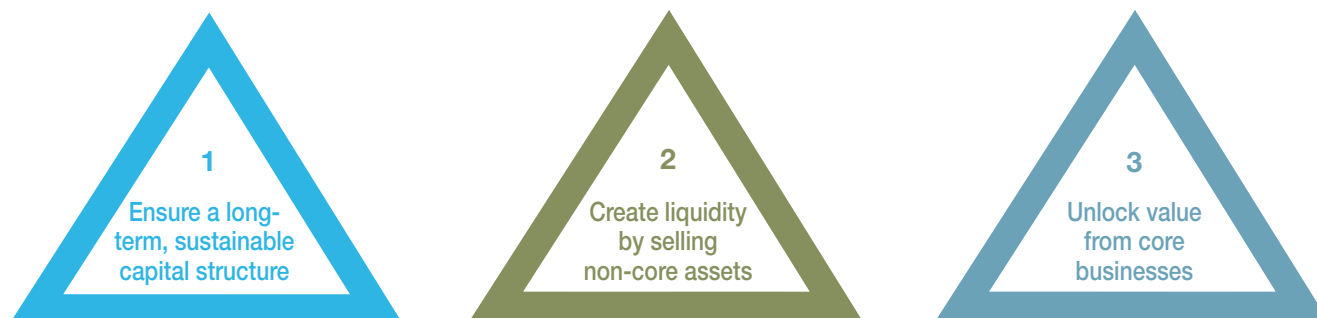 1
Ensure a long-
term, sustainable
capital structure
2
Create liquidity
by selling
non-core assets
3
Unlock value
from core
businesses